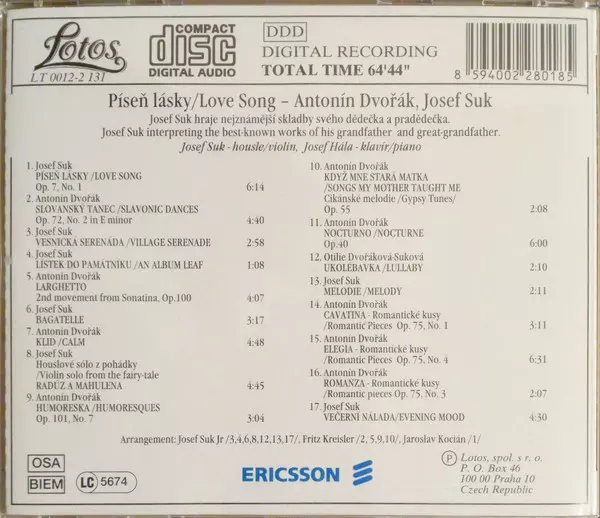 Lotos
LT 0012-2 131
COMPACT
disc
DIGITAL AUDIO
DDD
DIGITAL RECORDING
TOTAL TIME 64'44"
8 594002 280185
Píseň lásky/Love Song – Antonín Dvořák, Josef Suk
Josef Suk hraje nejznámější skladby svého dědečka a pradědečka.
Josef Suk interpreting the best-known works of his grandfather and great-grandfather.
Josef Suk - housle/violin, Josef Hála - klavír/piano
1. Josef Suk
PÍSEŇ LÁSKY /LOVE SONG
Op. 7, No. 1 6:14
2. Antonín Dvořák
SLOVANSKÝ TANEC /SLAVONIC DANCES
Op. 72, No. 2 in E minor 4:40
3. Josef Suk
VESNICKÁ SERENÁDA /VILLAGE SERENADE 2:58
4. Josef Suk
LÍSTEK DO PAMÁTNÍKU /AN ALBUM LEAF 1:08
5. Antonín Dvořák
LARGHETTO
2nd movement from Sonatina, Op.100 4:07
6. Josef Suk
BAGATELLE 3:17
7. Antonín Dvořák
KLID /CALM 4:48
8. Josef Suk
Houslové sólo z pohádky
/Violin solo from the fairy-tale
RADÚZ A MAHULENA 4:45
9. Antonín Dvořák
HUMORESKA /HUMORESQUES
Op. 101, No. 7 3:04
10. Antonín Dvořák
KDYŽ MNE STARÁ MATKA
/SONGS MY MOTHER TAUGHT ME
Cikánské melodie /Gypsy Tunes/
Op. 55 2:08
11. Antonín Dvořák
NOCTURNO /NOCTURNE
Op.40 6:00
12. Otilie Dvořáková-Suková
UKOLÉBAVKA /LULLABY 2:10
13. Josef Suk
MELODIE /MELODY 2:11
14. Antonín Dvořák
CAVATINA - Romantické kusy
/Romantic Pieces Op. 75, No. 1 3:11
15. Antonín Dvořák
ELEGIA - Romantické kusy
/Romantic Pieces Op. 75, No. 4 6:31
16. Antonín Dvořák
ROMANZA - Romantické kusy
/Romantic pieces Op. 75, No. 3 2:07
17. Josef Suk
VEČERNÍ NÁLADA/EVENING MOOD 4:30
Arrangement: Josef Suk Jr /3,4,6,8,12,13,17/, Fritz Kreisler /2, 5,9,10/, Jaroslav Kocián /1/
OSA
BIEM
LC 5674
ERICSSON
P Lotos, spol. s r. o.
P. O. Box 46
100 00 Praha 10
Czech Republic